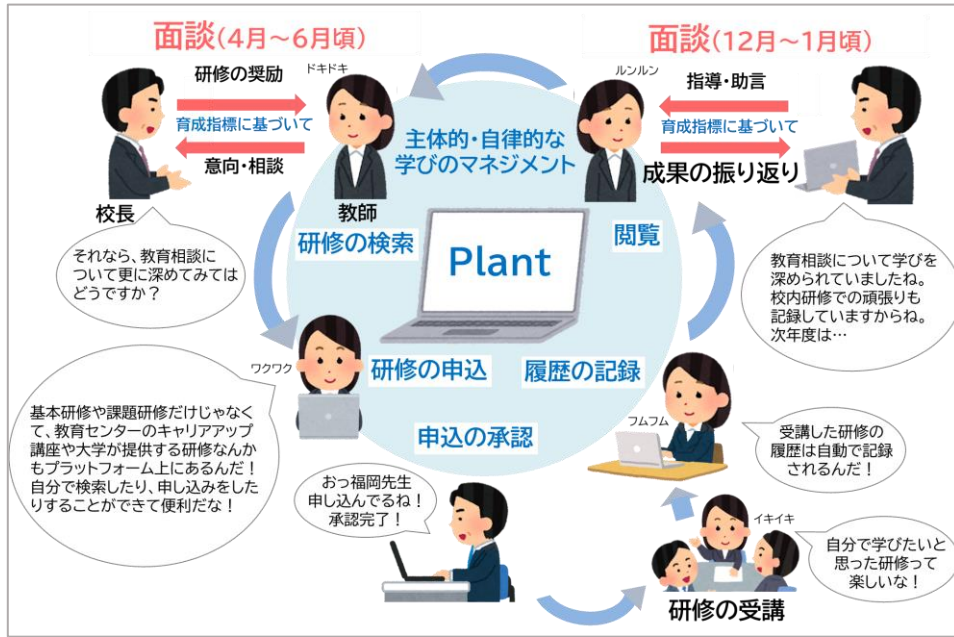 面談(4月～6月頃)
研修の奨励
ドキドキ
育成指標に基づいて
意向・相談
校長
教師
それなら、教育相談に
ついて更に深めてみては
どうですか？
面談(12月～1月頃)
ルンルン
指導・助言
育成指標に基づいて
成果の振り返り
教育相談について学びを
深められていましたね。
校内研修での頑張りも
記録していますからね。
次年度は…
主体的・自律的な
学びのマネジメント
研修の検索
閲覧
Plant
ワクワク
研修の申込
履歴の記録
申込の承認
基本研修や課題研修だけじゃなく
て、教育センターのキャリアアップ
講座や大学が提供する研修なんか
もプラットフォーム上にあるんだ！
自分で検索したり、申し込みをした
りすることができて便利だな！
おっ福岡先生
申し込んでるね！
承認完了！
フムフム
受講した研修の
履歴は自動で記録
されるんだ！
イキイキ
自分で学びたいと
思った研修って
楽しいな！
研修の受講